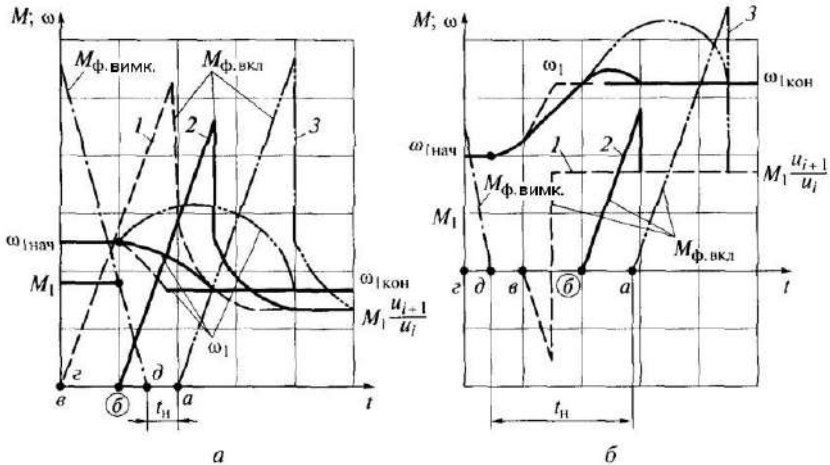 M; ω
Mф.вимк.
Mф.вкл
1
2
3
ω1нач
M1
ω1кон
M1 ui+1/ui
ω1
в
г
б
д
а
t
tн
а
M; ω
3
ω1
ω1кон
ω1нач
1
2
Mф.вимк.
M1 ui+1/ui
M1
Mф.вкл
г
д
в
б
а
t
tн
б